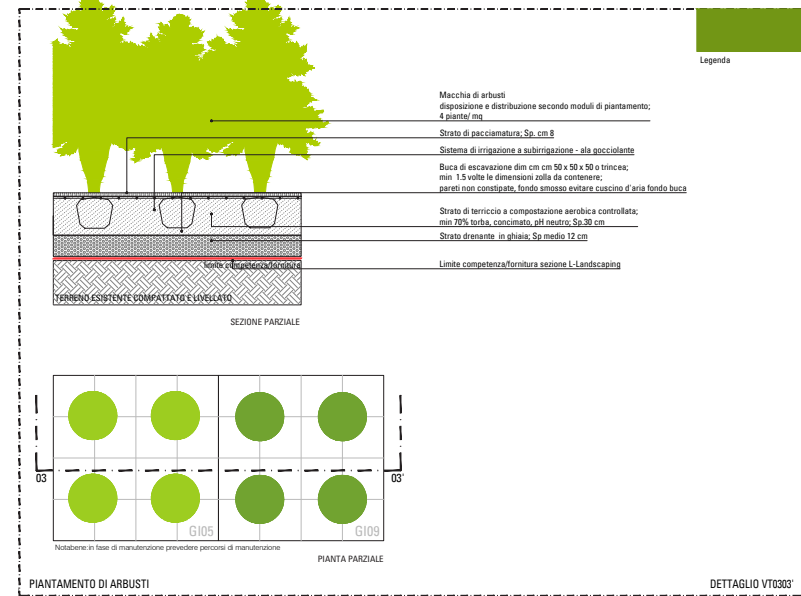 Legenda
Macchia di arbusti
disposizione e distribuzione secondo moduli di piantamento;
4 piante/ mq
Strato di pacciamatura; Sp. cm 8
Sistema di irrigazione a subirrigazione - ala gocciolante
Buca di escavazione dim cm cm 50 x 50 x 50 o trincea;
min 1.5 volte le dimensioni zolla da contenere;
pareti non constipate, fondo smosso evitare cuscino d'aria fondo buca
Strato di terriccio a compostazione aerobica controllata;
min 70% torba, concimato, pH neutro; Sp.30 cm
Strato drenante in ghiaia; Sp medio 12 cm
limite competenza/fornitura
Limite competenza/fornitura sezione L-Landscaping
TERRENO ESISTENTE COMPATTATO E LIVELLATO
SEZIONE PARZIALE
03
03'
GI05
GI09
Notabene:in fase di manutenzione prevedere percorsi di manutenzione
PIANTA PARZIALE
PIANTAMENTO DI ARBUSTI
DETTAGLIO VT0303'